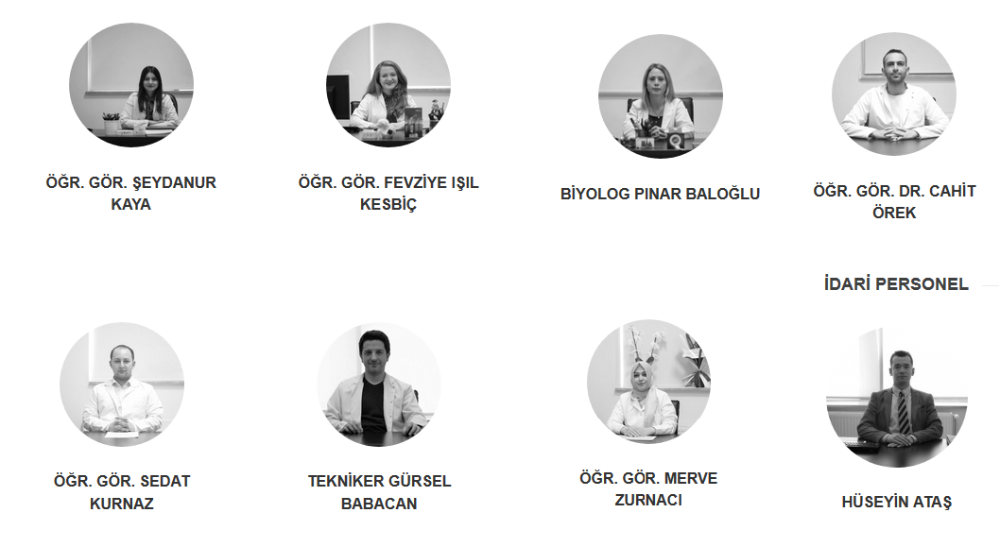 ÖĞR. GÖR. ŞEYDANUR
KAYA
ÖĞR. GÖR. FEVZİYE IŞIL
KESBİÇ
BİYOLOG PINAR BALOĞLU
ÖĞR. GÖR. DR. CAHİT
ÖREK
İDARİ PERSONEL
ÖĞR. GÖR. SEDAT
KURNAZ
TEKNİKER GÜRSEL
BABACAN
ÖĞR. GÖR. MERVE
ZURNACI
HÜSEYİN ATAŞ